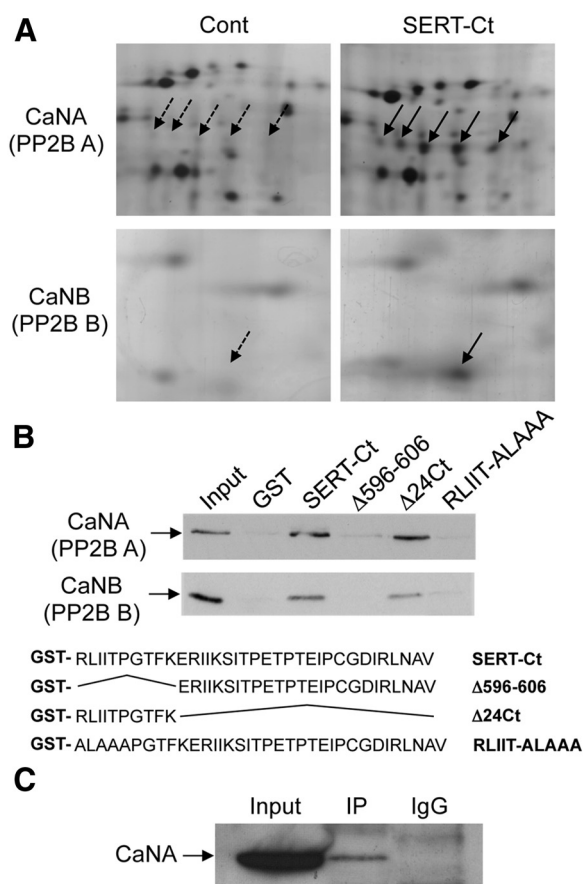 A
Cont SERT-Ct
CaNA
(PP2B A)
CaNB
(PP2B B)
B
Input GST SERT-Ct Δ596-606 Δ24Ct RLIIT-ALAAA
CaNA
(PP2B A)
CaNB
(PP2B B)
GST- RLIITPGTFKERIIKSITPETPTEIPCGDIRLNAV SERT-Ct
GST- ERIIKSITPETPTEIPCGDIRLNAV Δ596-606
GST- RLIITPGTFK Δ24Ct
GST- ALAAAPGTFKERIIKSITPETPTEIPCGDIRLNAV RLIIT-ALAAA
C
Input IP IgG
CaNA